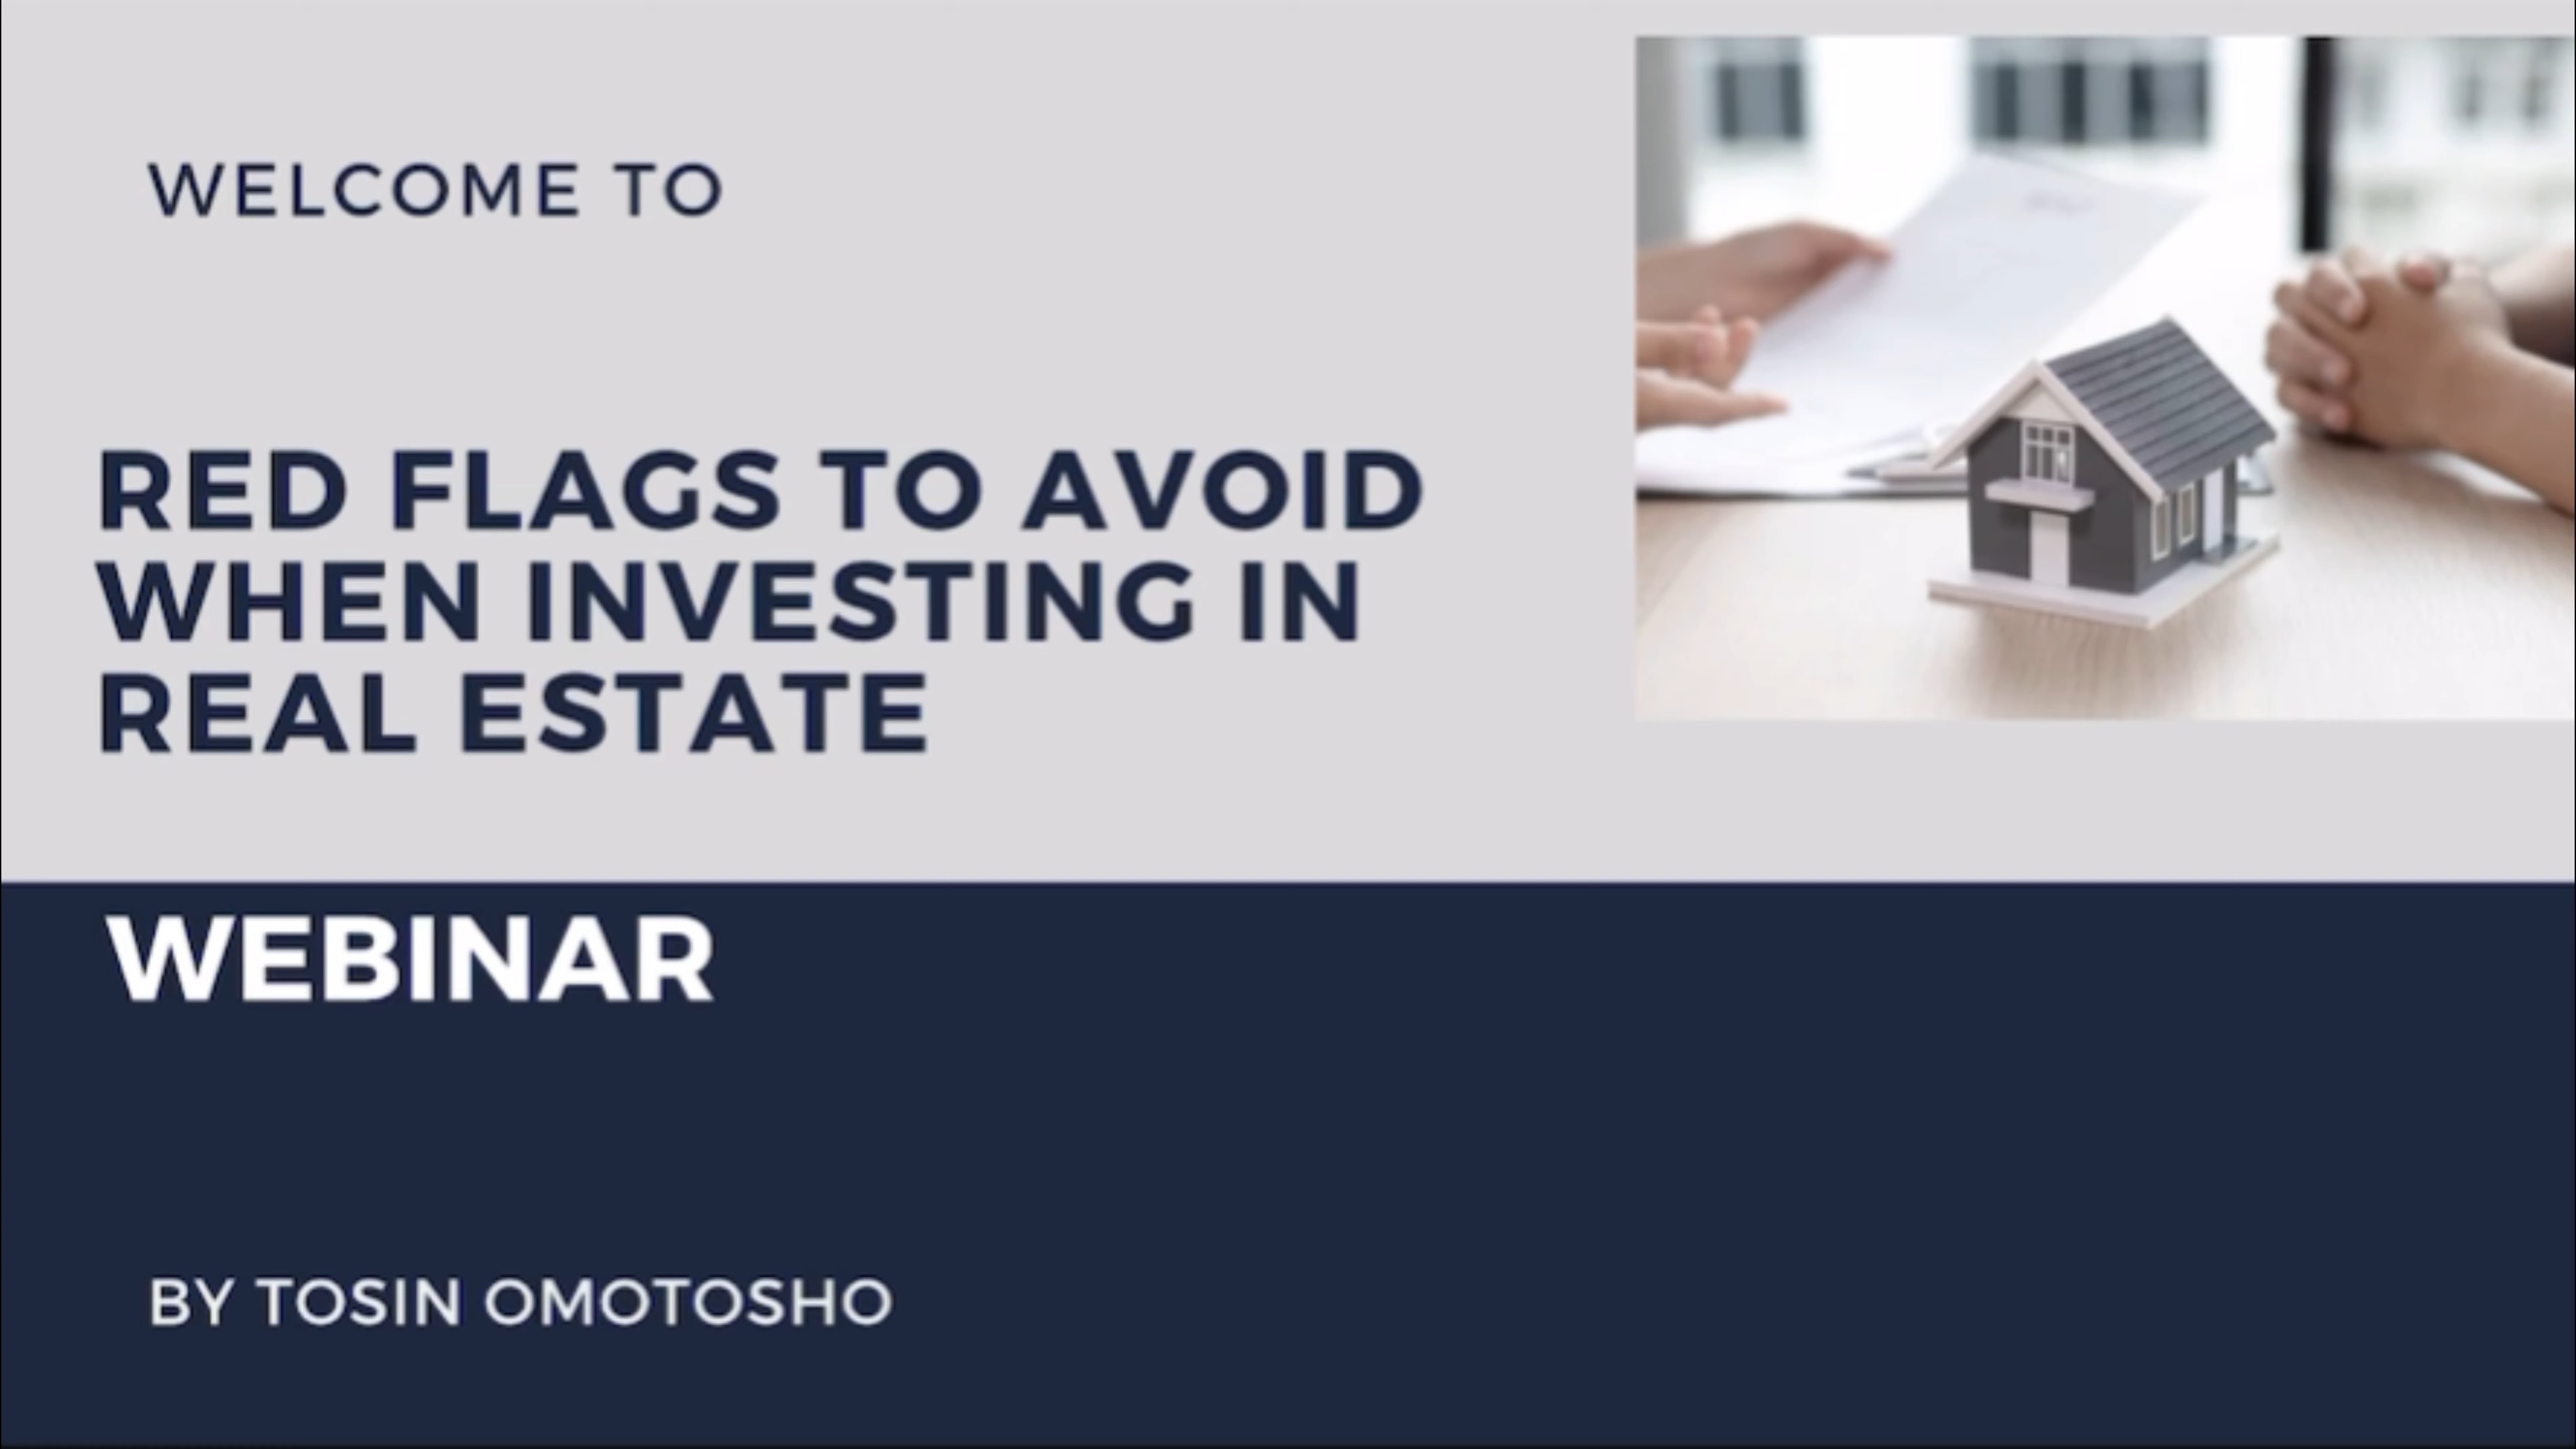 WELCOME TO
RED FLAGS TO AVOID
WHEN INVESTING IN
REAL ESTATE
WEBINAR
BY TOSIN OMOTOSHO